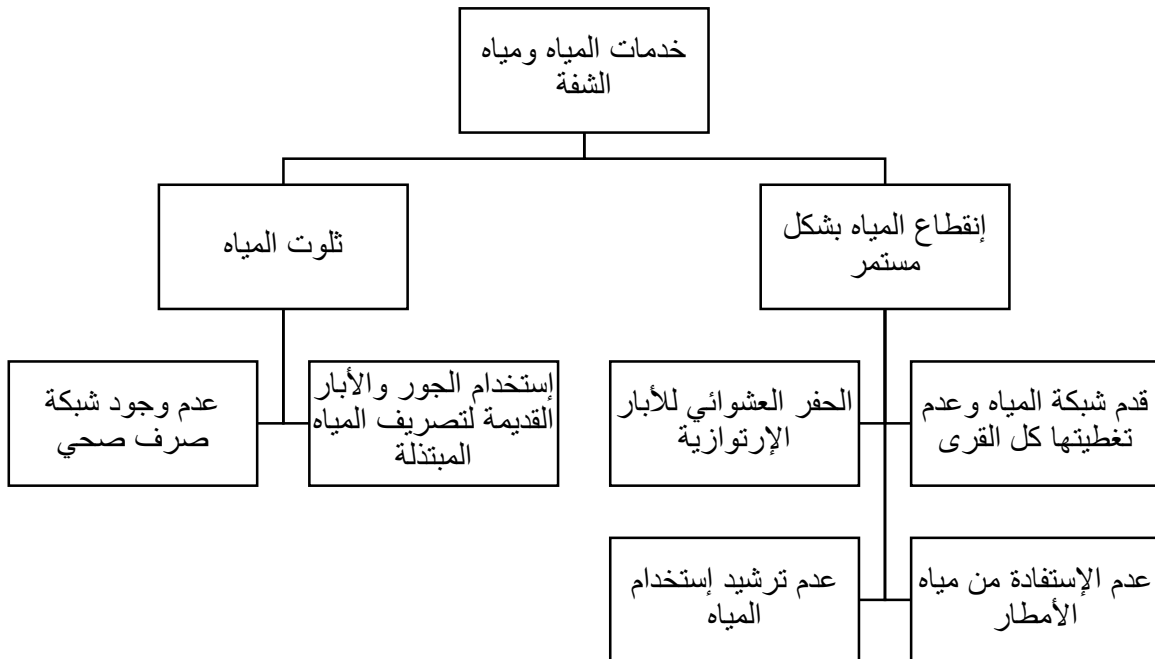 خدمات المياه ومياه
الشفة
إنقطاع المياه بشكل
مستمر
ثلوت المياه
قدم شبكة المياه وعدم
تغطيتها كل القرى
الحفر العشوائي للأبار
الإرتوازية
إستخدام الجور والأبار
القديمة لتصريف المياه
المبتذلة
عدم وجود شبكة
صرف صحي
عدم الإستفادة من مياه
الأمطار
عدم ترشيد إستخدام
المياه